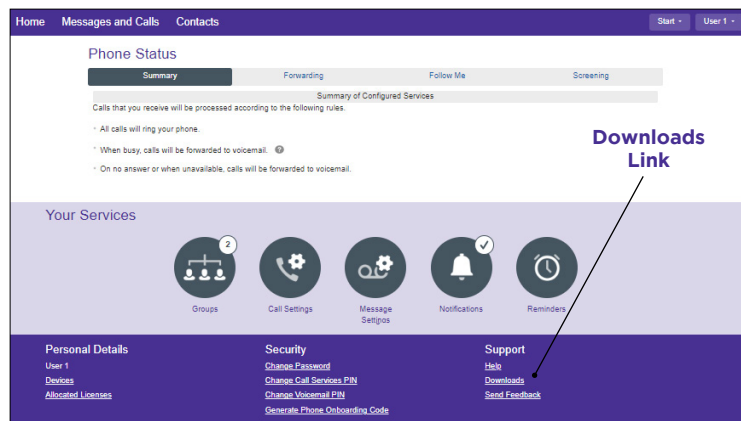 Home Messages and Calls Contacts Start User 1
Phone Status
Summary Forwarding Follow Me Screening
Summary of Configured Services
Calls that you receive will be processed according to the following rules.
All calls will ring your phone.
When busy, calls will be forwarded to voicemail. ?
On no answer or when unavailable, calls will be forwarded to voicemail.
Downloads
Link
Your Services
2
Groups Call Settings Message Notifications Reminders
Settings
Personal Details Security Support
User 1 Change Password Help
Devices Change Call Services PIN Downloads
Allocated Licenses Change Voicemail PIN Send Feedback
Generate Phone Onboarding Code